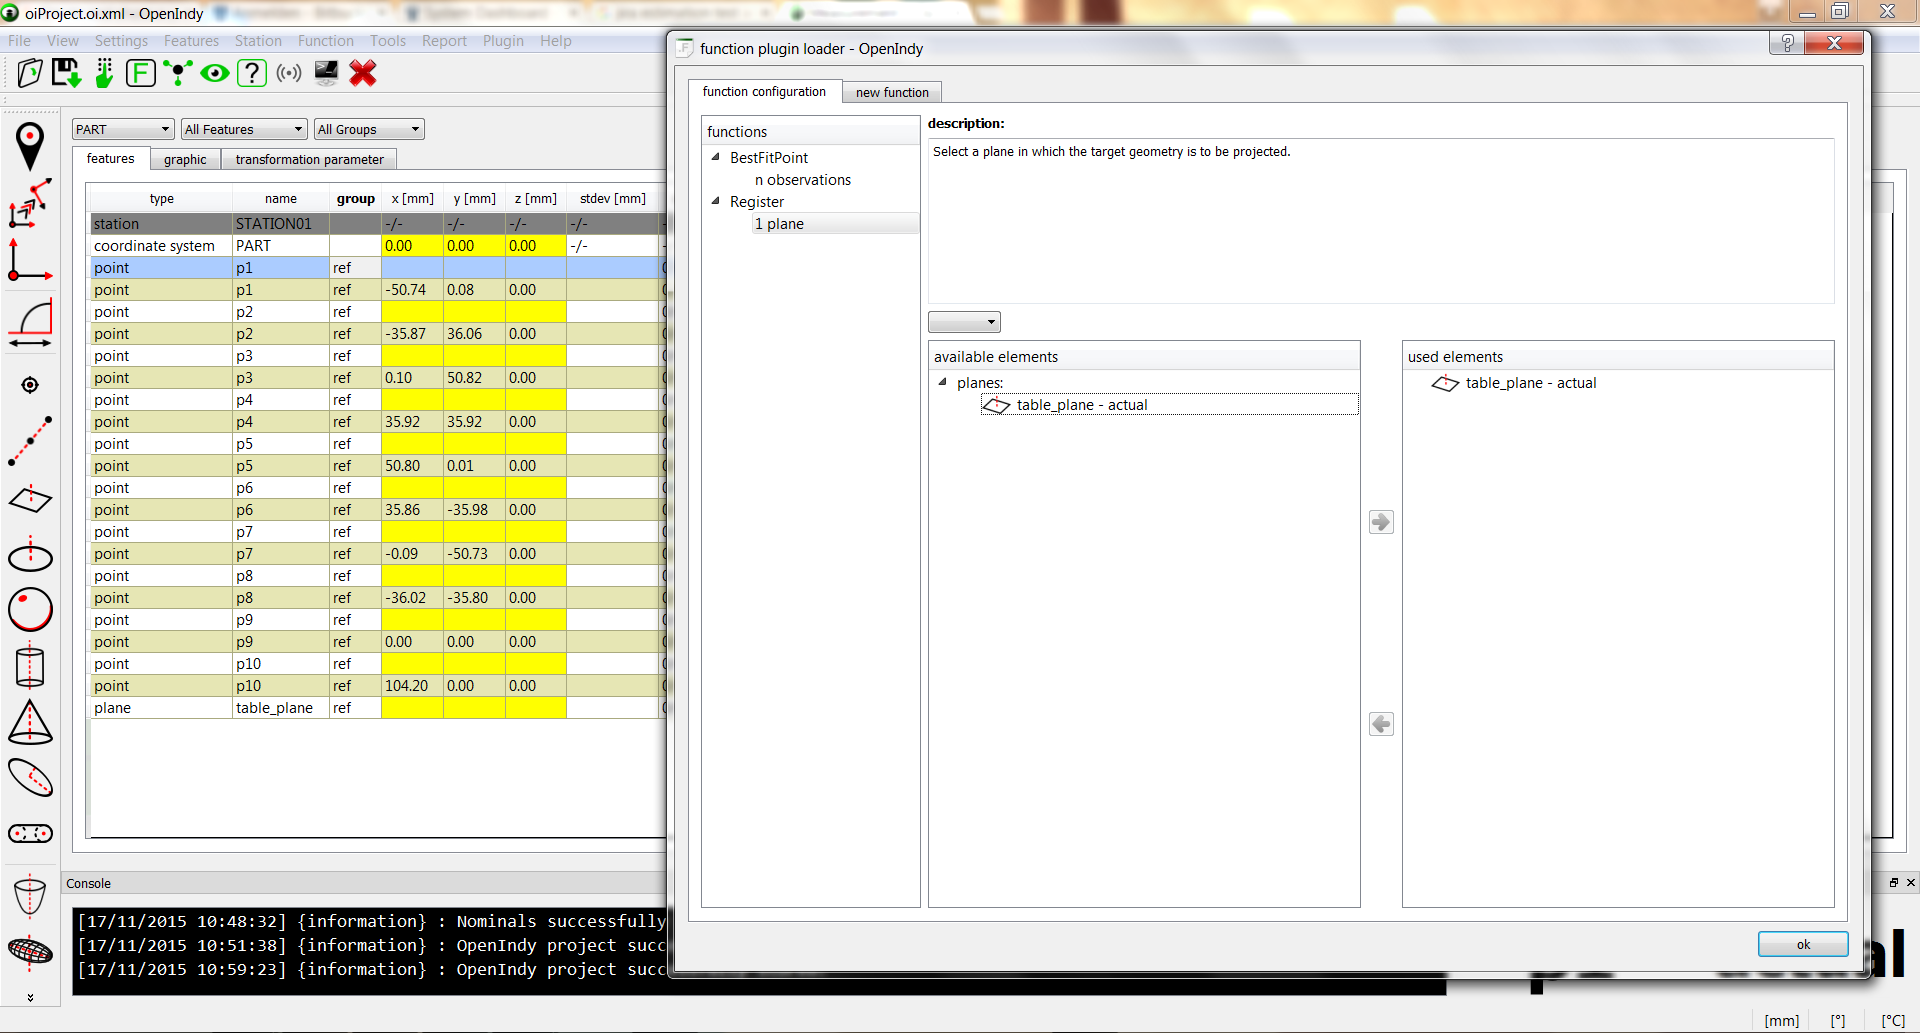 oiProject.oi.xml - OpenIndy
File View Settings Features Station Function Tools Report Plugin Help
PART All Features All Groups
features graphic transformation parameter
type name group x [mm] y [mm] z [mm] stdev [mm]
station STATION01 -/- -/- -/- -/-
coordinate system PART 0.00 0.00 0.00 -/-
point p1 ref
point p1 ref -50.74 0.08 0.00
point p2 ref
point p2 ref -35.87 36.06 0.00
point p3 ref
point p3 ref 0.10 50.82 0.00
point p4 ref
point p4 ref 35.92 35.92 0.00
point p5 ref
point p5 ref 50.80 0.01 0.00
point p6 ref
point p6 ref 35.86 -35.98 0.00
point p7 ref
point p7 ref -0.09 -50.73 0.00
point p8 ref
point p8 ref -36.02 -35.80 0.00
point p9 ref
point p9 ref 0.00 0.00 0.00
point p10 ref
point p10 ref 104.20 0.00 0.00
plane table_plane ref
Console
[17/11/2015 10:48:32] {information} : Nominals successfully
[17/11/2015 10:51:38] {information} : OpenIndy project succ
[17/11/2015 10:59:23] {information} : OpenIndy project succ
function plugin loader - OpenIndy
function configuration new function
functions
BestFitPoint
n observations
Register
1 plane
description:
Select a plane in which the target geometry is to be projected.
available elements
planes:
table_plane - actual
used elements
table_plane - actual
ok
[mm] [°] [°C]